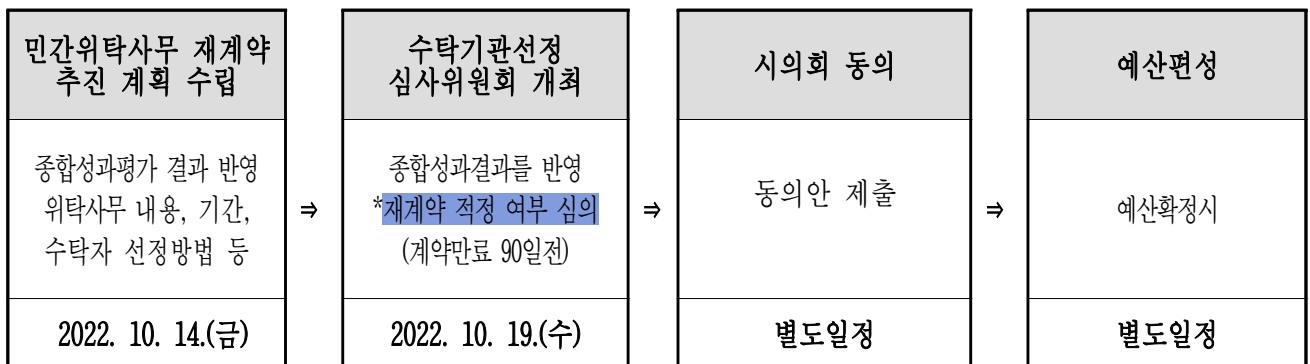 민간위탁사무 재계약
추진 계획 수립
종합성과평가 결과 반영
위탁사무 내용, 기간,
수탁자 선정방법 등
2022. 10. 14.(금)
⇒
수탁기관선정
심사위원회 개최
종합성과결과를 반영
*재계약 적정 여부 심의
(계약만료 90일전)
2022. 10. 19.(수)
⇒
시의회 동의
동의안 제출
별도일정
⇒
예산편성
예산확정시
별도일정